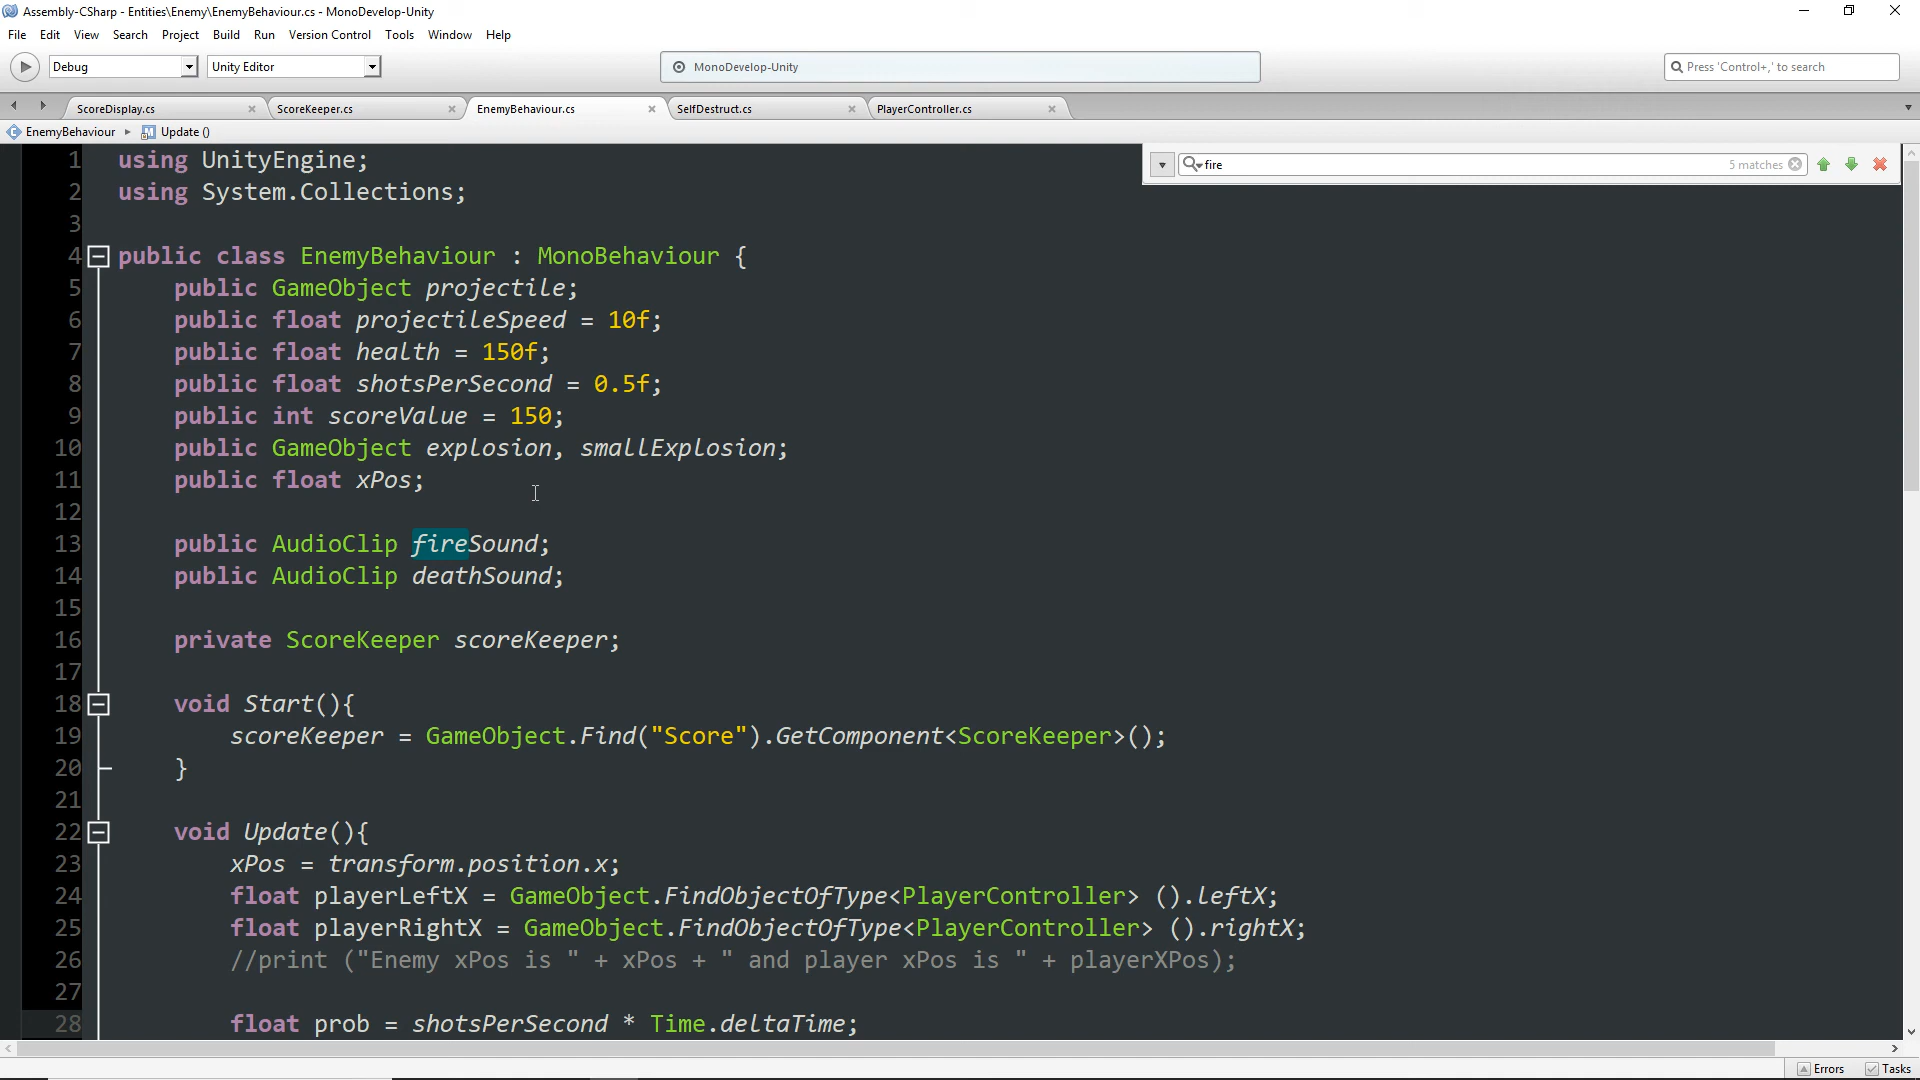 Assembly-CSharp - Entities\Enemy\EnemyBehaviour.cs - MonoDevelop-Unity
File Edit View Search Project Build Run Version Control Tools Window Help
Debug Unity Editor MonoDevelop-Unity Press 'Control+,' to search
ScoreDisplay.cs ScoreKeeper.cs EnemyBehaviour.cs SelfDestruct.cs PlayerController.cs
EnemyBehaviour Update ()
fire 5 matches
1 using UnityEngine;
2 using System.Collections;
3
4 public class EnemyBehaviour : MonoBehaviour {
5 public GameObject projectile;
6 public float projectileSpeed = 10f;
7 public float health = 150f;
8 public float shotsPerSecond = 0.5f;
9 public int scoreValue = 150;
10 public GameObject explosion, smallExplosion;
11 public float xPos;
12
13 public AudioClip fireSound;
14 public AudioClip deathSound;
15
16 private ScoreKeeper scoreKeeper;
17
18 void Start(){
19 scoreKeeper = GameObject.Find("Score").GetComponent<ScoreKeeper>();
20 }
21
22 void Update(){
23 xPos = transform.position.x;
24 float playerLeftX = GameObject.FindObjectOfType<PlayerController> ().leftX;
25 float playerRightX = GameObject.FindObjectOfType<PlayerController> ().rightX;
26 //print ("Enemy xPos is " + xPos + " and player xPos is " + playerXPos);
27
28 float prob = shotsPerSecond * Time.deltaTime;
Errors Tasks